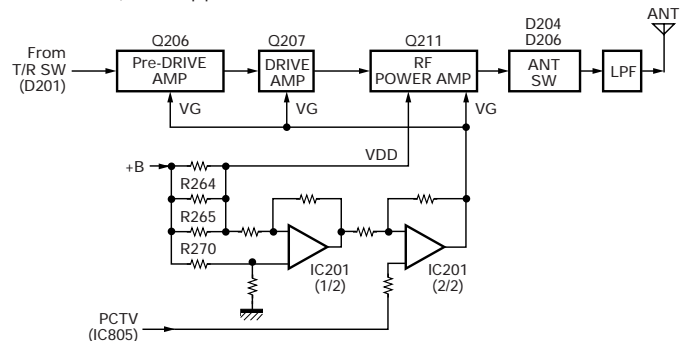 ANT
D204
D206
Q206
Q207
Q211
From
T/R SW
(D201)
Pre-DRIVE
AMP
DRIVE
AMP
RF
POWER AMP
ANT
SW
LPF
VG
VG
VG
VDD
+B
R264
R265
R270
IC201
(1/2)
IC201
(2/2)
PCTV
(IC805)